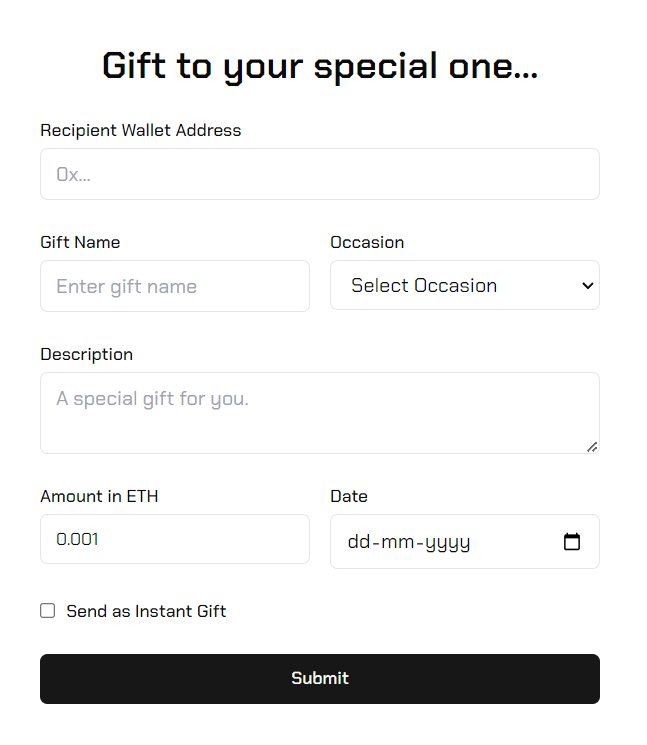 Gift to your special one...
Recipient Wallet Address
0x...
Gift Name
Occasion
Enter gift name
Select Occasion
Description
A special gift for you.
Amount in ETH
Date
0.001
dd-mm-yyyy
Send as Instant Gift
Submit